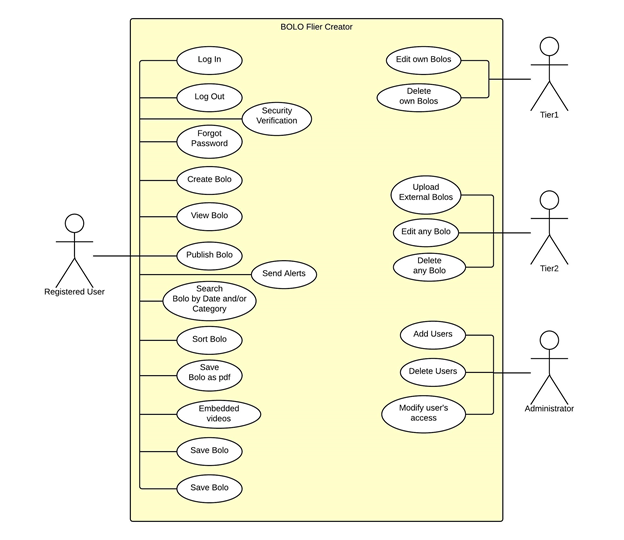 BOLO Flier Creator
Log In
Log Out
Security
Verification
Forgot
Password
Create Bolo
View Bolo
Publish Bolo
Send Alerts
Search
Bolo by Date and/or
Category
Sort Bolo
Save
Bolo as pdf
Embedded
videos
Save Bolo
Save Bolo
Registered User
Edit own Bolos
Delete
own Bolos
Tier1
Upload
External Bolos
Edit any Bolo
Delete
any Bolo
Tier2
Add Users
Delete Users
Modify user's
access
Administrator